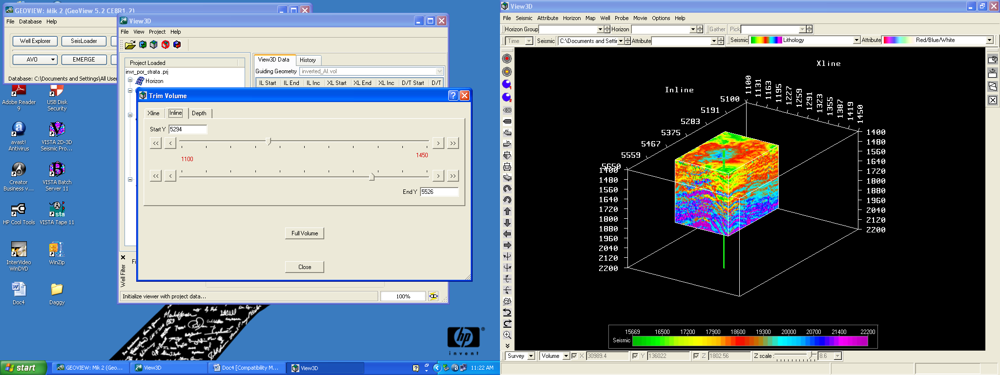 GEOVIEW: Mik 2 (GeoView 5.2 CE8R1.2)
File Database Help
Well Explorer SeisLoader
AVO EMERGE
Database: C:\Documents and Settings\All User
View3D
File View Project Help
Project Loaded
invr_por_strata .prj
Horizon
View3D Data History
Guiding Geometry inverted_AI.vol
IL Start IL End IL Inc XL Start XL End XL Inc D/T Start D/T
Trim Volume
Xline Inline Depth
Start Y 5294
<< < > >>
1100 1450
<< < > >>
End Y 5526
Full Volume
Close
Well Filter
Fi
Initialize viewer with project data... 100%
Adobe Reader 9
USB Disk Security
avast! Antivirus
VISTA 2D-3D Seismic Pro...
Creator Business v...
VISTA Batch Server 11
HP Cool Tools
sta
VISTA Tape 11
InterVideo WinDVD
WinZip
Doc4
Daggy
hp
invent
start
GEOVIEW: Mik 2 (Geo...
View3D
Doc4 [Compatibility M...
View3D
11:22 AM
View3D
File Seismic Attribute Horizon Map Well Probe Movie Options Help
Horizon Group Horizon Gather Pick
Time Seismic C:\Documents and Settir Attribute Seismic Lithology Attribute Red/Blue/White
Xline
1100 1131 1163 1195 1227 1259 1291 1323 1355 1387 1419 1450
Inline
5100
5191
5283
5375
5467
5559
5650
1400
1480
1560
1640
1720
1800
1880
1960
2040
2120
2200
1400
1480
1560
1640
1720
1800
1880
1960
2040
2120
2200
15669 16500 17200 17900 18600 19300 20000 20700 21400 22200
Seismic
Survey Volume X 30989.4 Y 136022 Z 1802.56 Z scale : 8.6